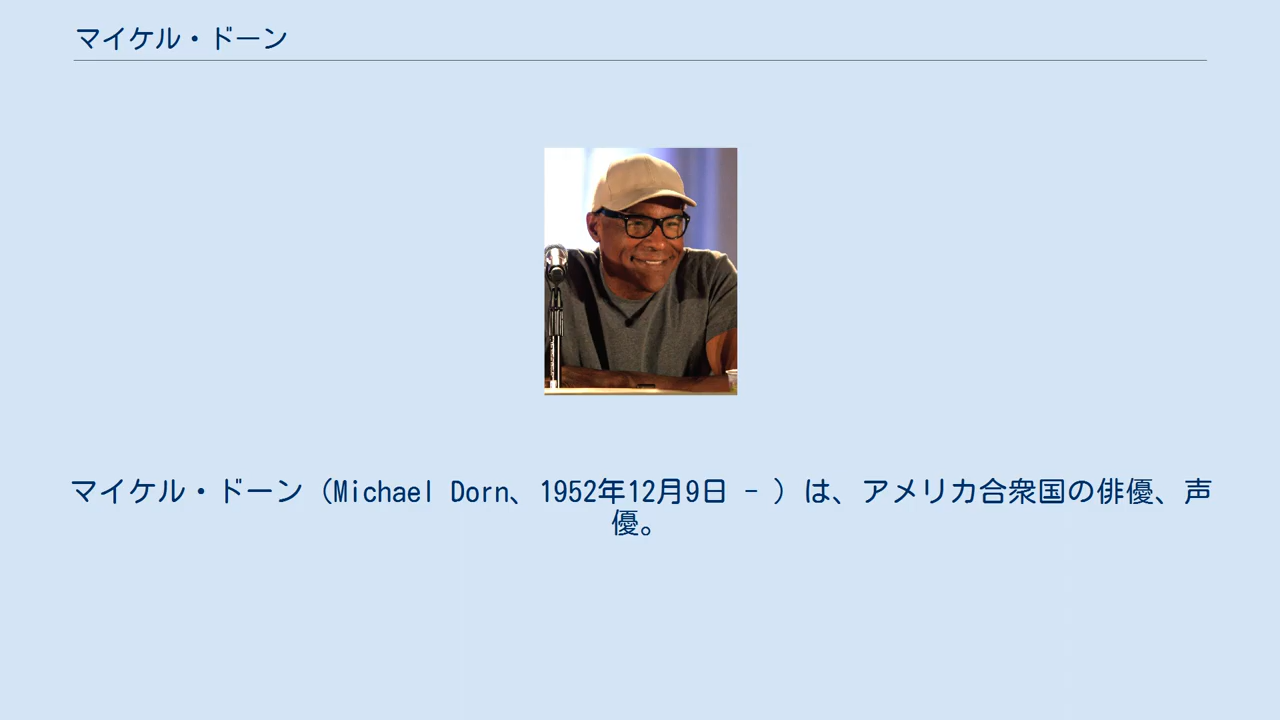 マイケル・ドーン
マイケル・ドーン（Michael Dorn、1952年12月9日 - ）は、アメリカ合衆国の俳優、声
優。